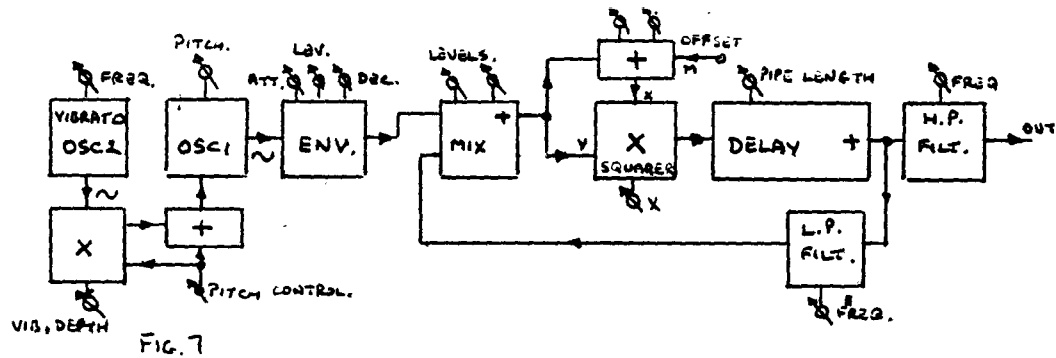 PITCH.
LEV.
FREQ.
ATT.
DEC.
LEVELS.
OFFSET
M
+
PIPE LENGTH
FREQ
VIBRATO
OSC2
OSC1
ENV.
MIX
+
X
Y
X
SQUARER
X
DELAY
+
H.P.
FILT.
OUT
~
~
X
+
L.P.
FILT.
FREQ.
PITCH CONTROL.
VIB. DEPTH
FIG. 7